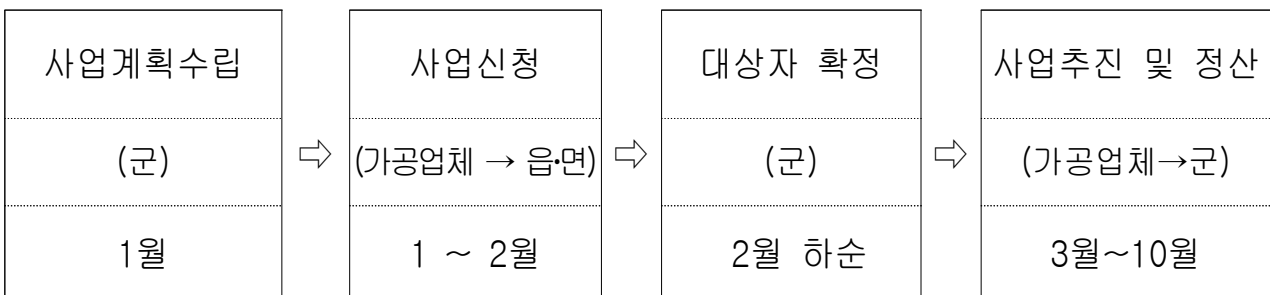 사업계획수립
(군)
1월
⇨
사업신청
(가공업체 → 읍•면)
1 ~ 2월
⇨
대상자 확정
(군)
2월 하순
⇨
사업추진 및 정산
(가공업체→군)
3월~10월